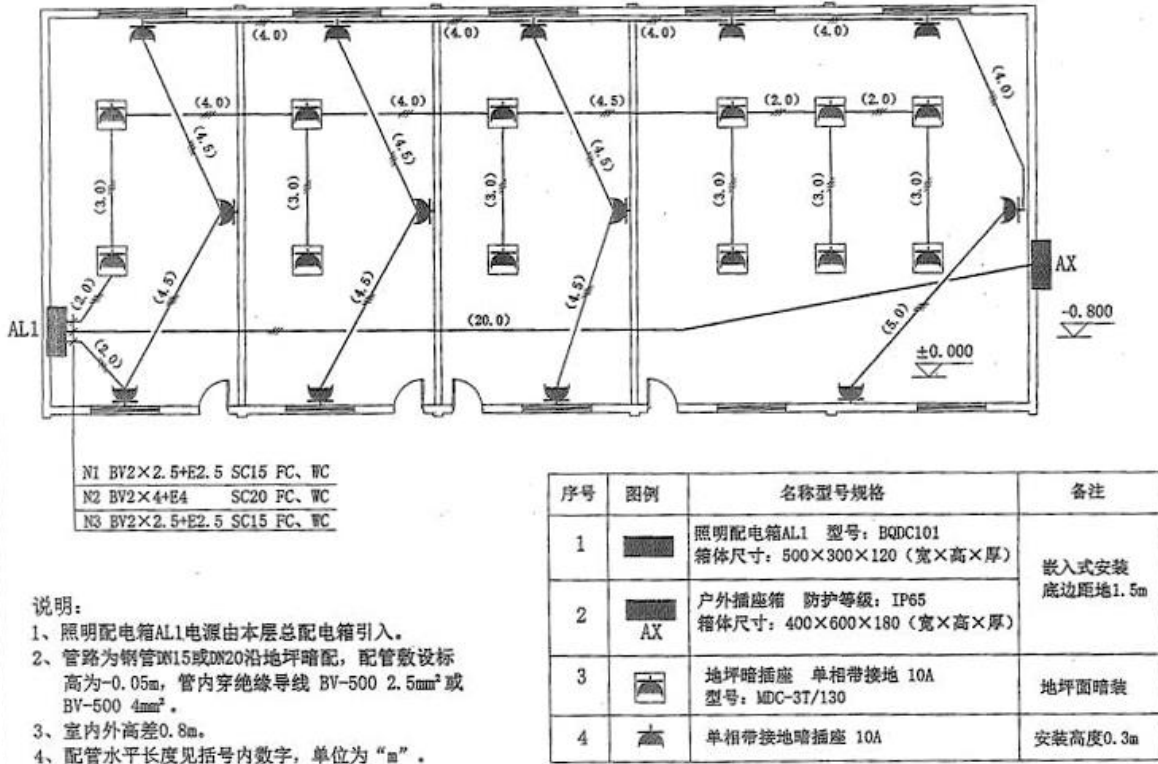 (4.0) (4.0) (4.0) (4.0) (4.0)
(4.0)
(4.0) (4.0) (4.5) (2.0) (2.0)
(4.5) (4.5) (4.5)
(3.0) (3.0) (3.0) (3.0) (3.0) (3.0)
(2.0) (4.5) (4.5) (4.5)
AX
AL1
(20.0)
(5.0)
-0.800
(2.0)
±0.000
N1 BV2×2.5+E2.5 SC15 FC、WC
N2 BV2×4+E4 SC20 FC、WC
N3 BV2×2.5+E2.5 SC15 FC、WC
说明:
1、照明配电箱AL1电源由本层总配电箱引入。
2、管路为钢管DN15或DN20沿地坪暗配，配管敷设标
高为-0.05m，管内穿绝缘导线 BV-500 2.5mm²或
BV-500 4mm²。
3、室内外高差0.8m。
4、配管水平长度见括号内数字，单位为“m”.
序号 图例 名称型号规格 备注
1 照明配电箱AL1 型号: BQDC101
箱体尺寸: 500×300×120 (宽×高×厚)
嵌入式安装
底边距地1.5m
2 AX 户外插座箱 防护等级: IP65
箱体尺寸: 400×600×180 (宽×高×厚)
3 地坪暗插座 单相带接地 10A
型号: MDC-3T/130
地坪面暗装
4 单相带接地暗插座 10A 安装高度0.3m